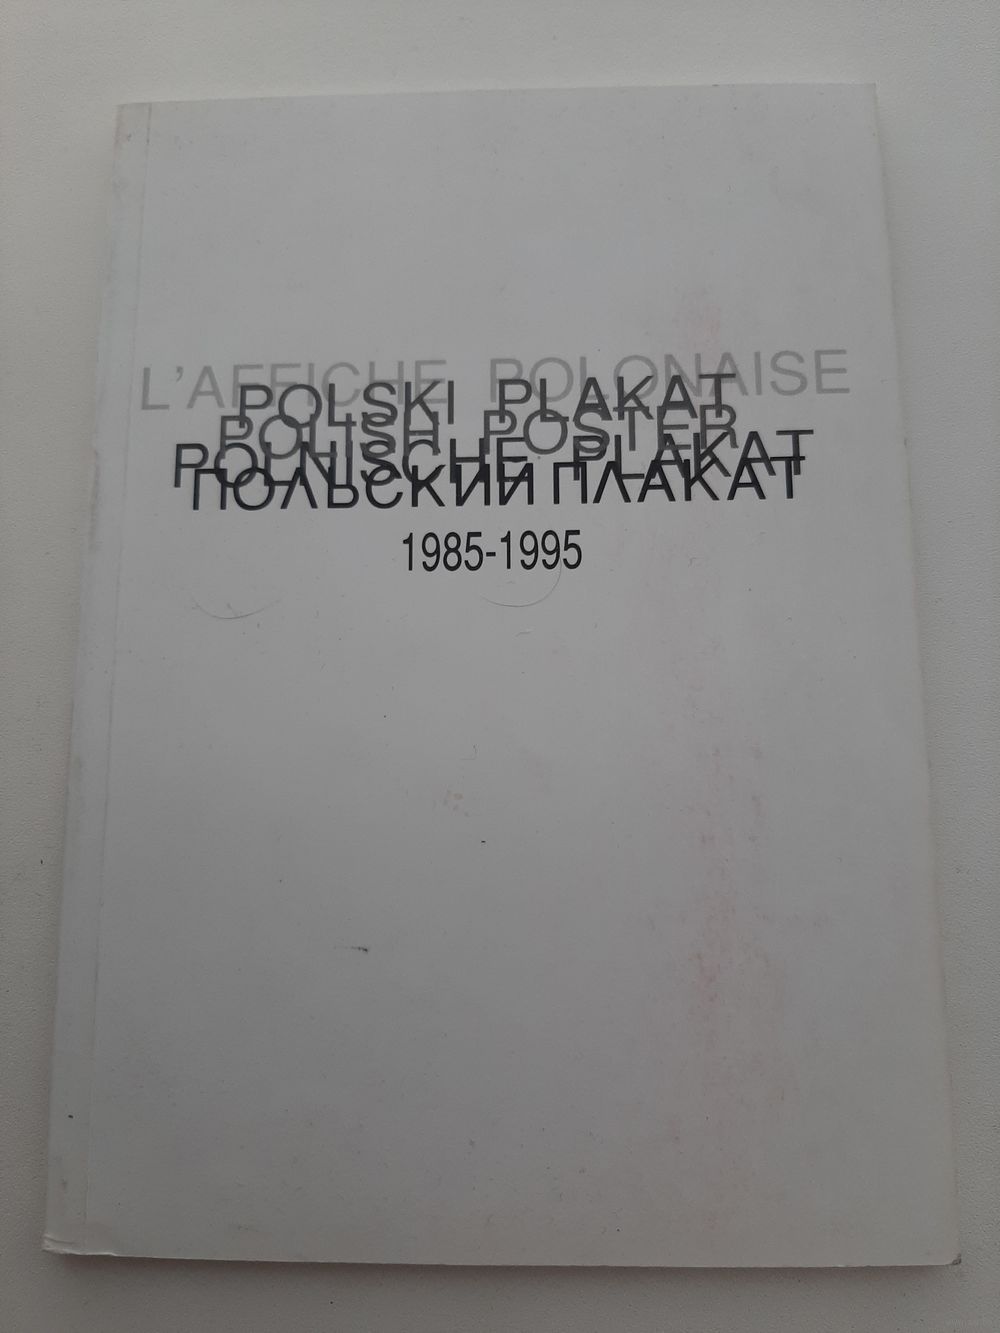 L'AFFICHE POLONAISE
POLSKI PLAKAT
POLISH POSTER
POLNISCHE PLAKAT
ПОЛЬСКИЙ ПЛАКАТ
1985-1995